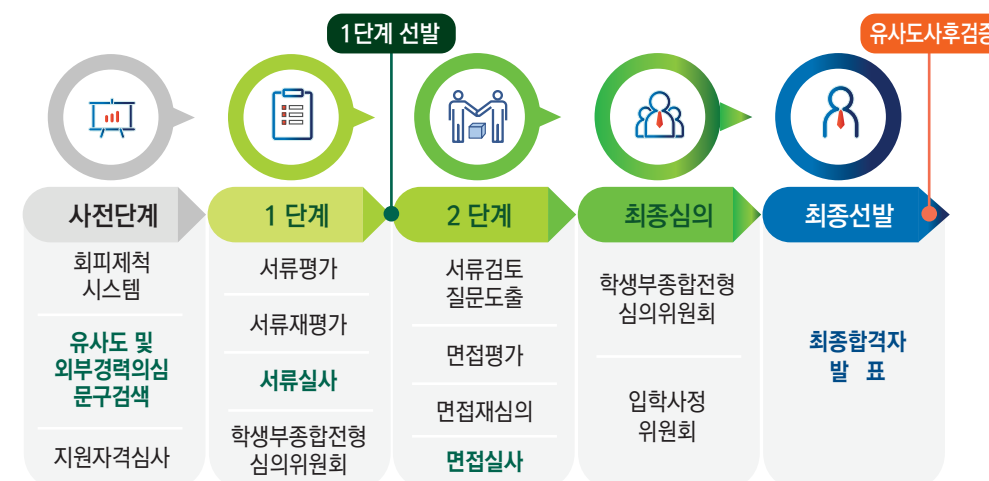 1단계 선발
유사도사후검증
사전단계
회피제척
시스템
유사도 및
외부경력의심
문구검색
지원자격심사
1 단계
서류평가
서류재평가
서류실사
학생부종합전형
심의위원회
2 단계
서류검토
질문도출
면접평가
면접재심의
면접실사
최종심의
학생부종합전형
심의위원회
입학사정
위원회
최종선발
최종합격자
발 표